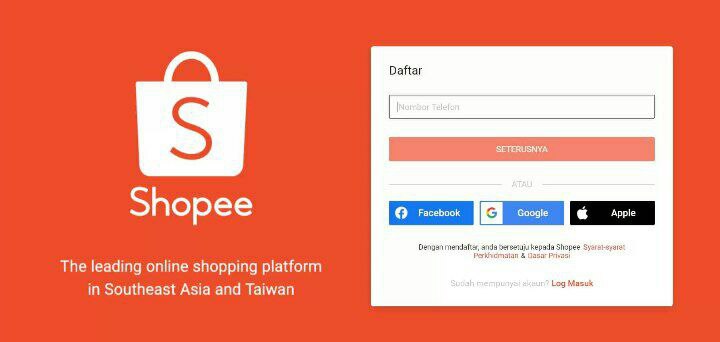 S
Shopee
The leading online shopping platform
in Southeast Asia and Taiwan
Daftar
Nombor Telefon
SETERUSNYA
ATAU
Facebook
Google
Apple
Dengan mendaftar, anda bersetuju kepada Shopee Syarat-syarat
Perkhidmatan & Dasar Privasi
Sudah mempunyai akaun? Log Masuk